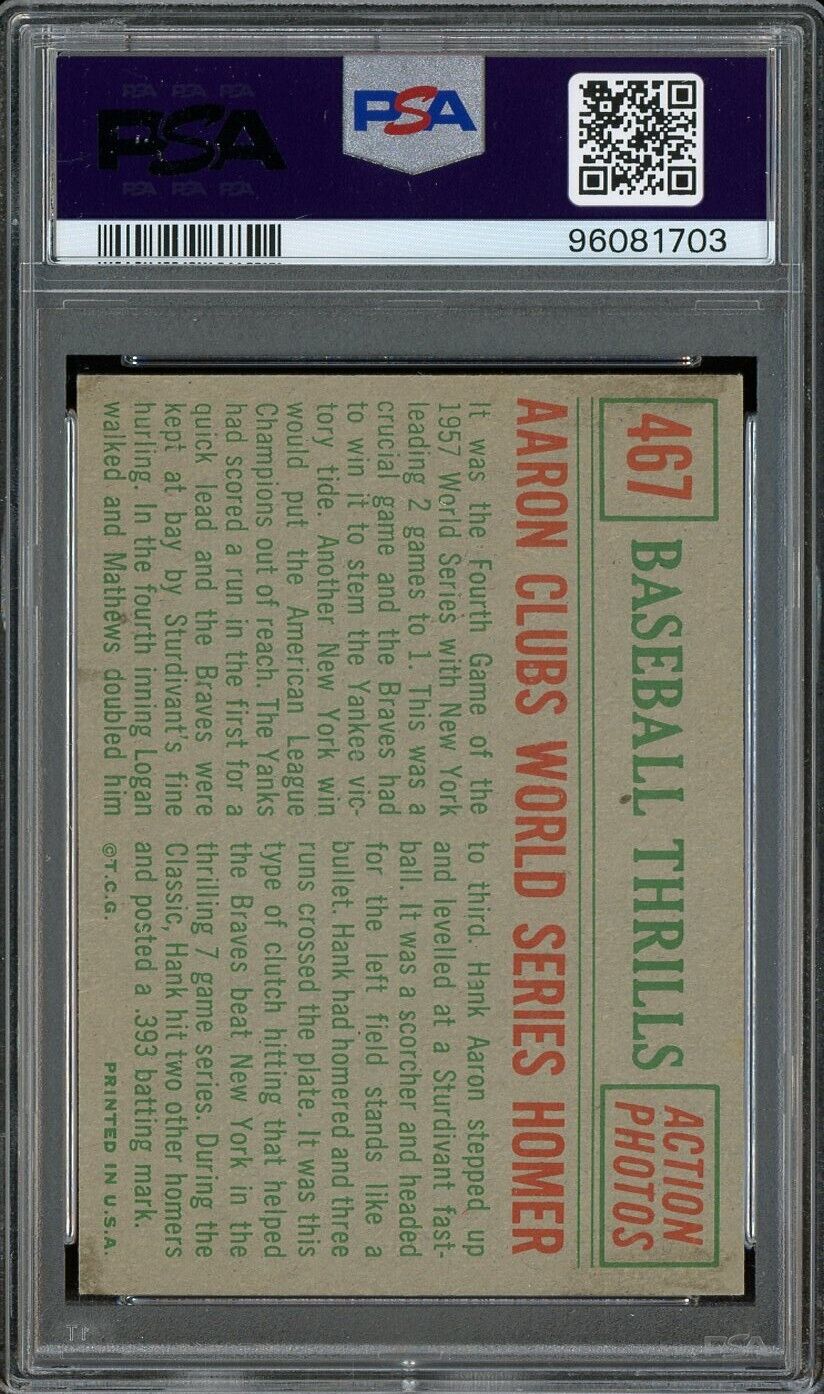 PSA PSA PSA
PSA
PSA PSA PSA
PSA
96081703
467
BASEBALL THRILLS
ACTION
PHOTOS
AARON CLUBS WORLD SERIES HOMER
It was the Fourth Game of the
1957 World Series with New York
leading 2 games to 1. This was a
crucial game and the Braves had
to win it to stem the Yankee vic-
tory tide. Another New York win
would put the American League
Champions out of reach. The Yanks
had scored a run in the first for a
quick lead and the Braves were
kept at bay by Sturdivant's fine
hurling. In the fourth inning Logan
walked and Mathews doubled him
to third. Hank Aaron stepped up
and levelled at a Sturdivant fast-
ball. It was a scorcher and headed
for the left field stands like a
bullet. Hank had homered and three
runs crossed the plate. It was this
type of clutch hitting that helped
the Braves beat New York in the
thrilling 7 game series. During the
Classic, Hank hit two other homers
and posted a .393 batting mark.
©T.C.G.
PRINTED IN U.S.A.
PSA